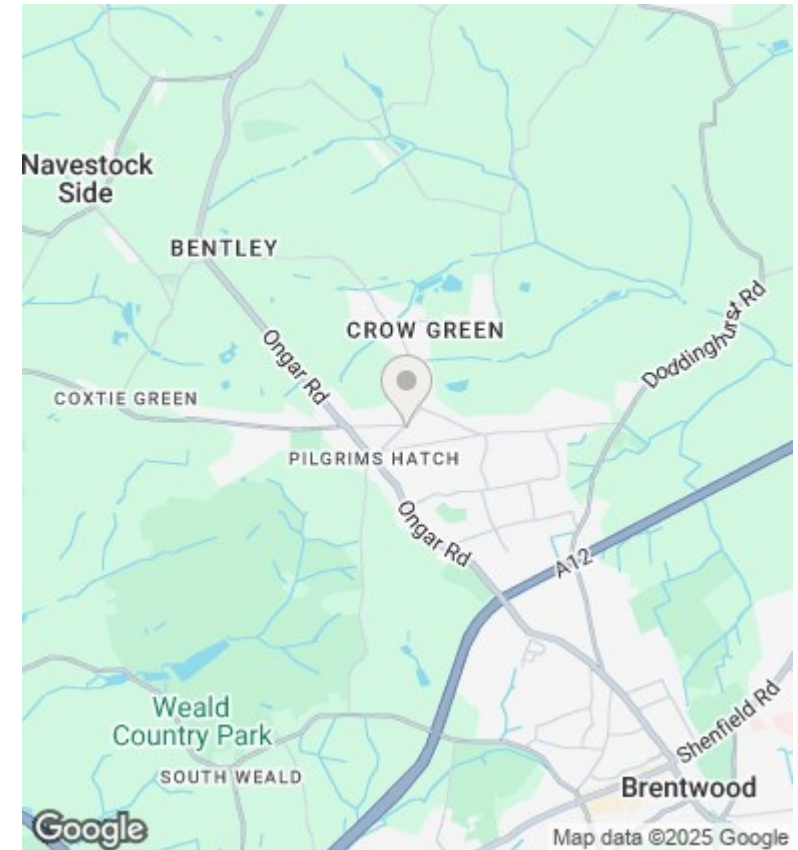 Navestock
Side
BENTLEY
CROW GREEN
Ongar Rd
Doddinghurst Rd
COXTIE GREEN
PILGRIMS HATCH
Ongar Rd
A12
Weald
Country Park
SOUTH WEALD
Shenfield Rd
Brentwood
Google
Map data ©2025 Google